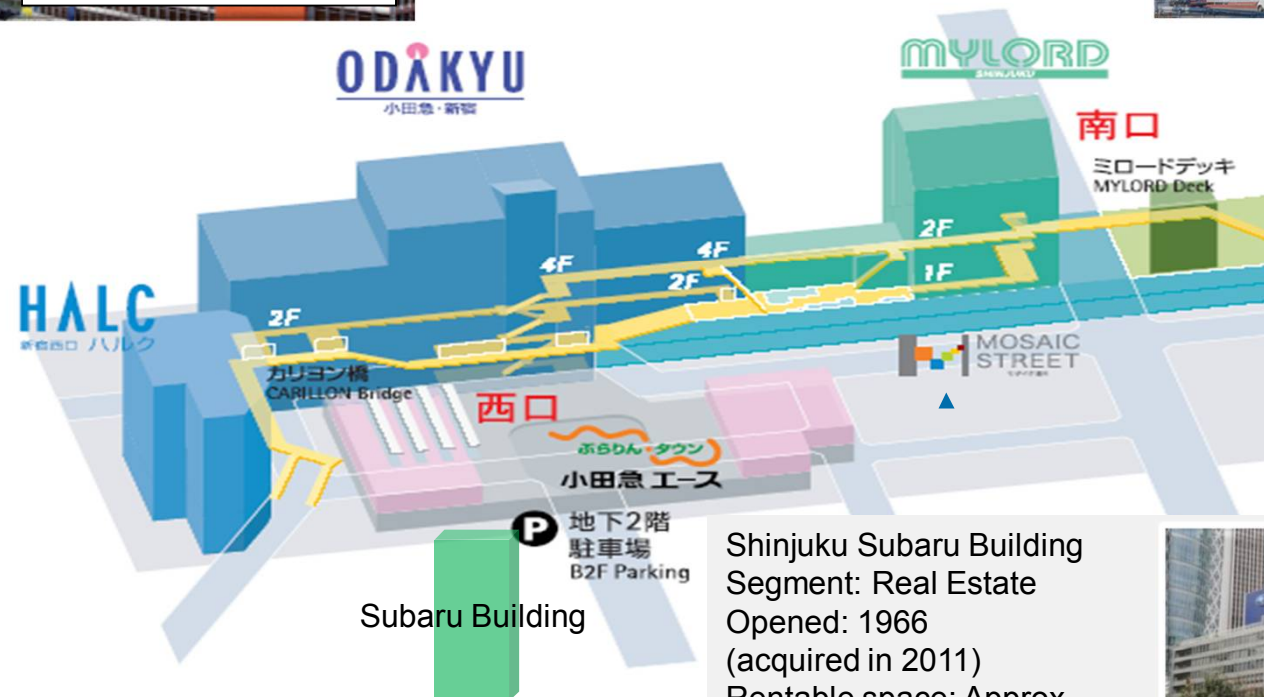 ODAKYU
小田急・新宿
MYLORD
SHINJUKU
南口
ミロードデッキ
MYLORD Deck
2F
4F
1F
4F
2F
HALC
新宿西口 ハルク
2F
カリヨン橋
CARILLON Bridge
MOSAIC
STREET
西口
ぷらりん・タウン
小田急 エース
P 地下2階
駐車場
B2F Parking
Subaru Building
Shinjuku Subaru Building
Segment: Real Estate
Opened: 1966
(acquired in 2011)
Rentable space: Approx